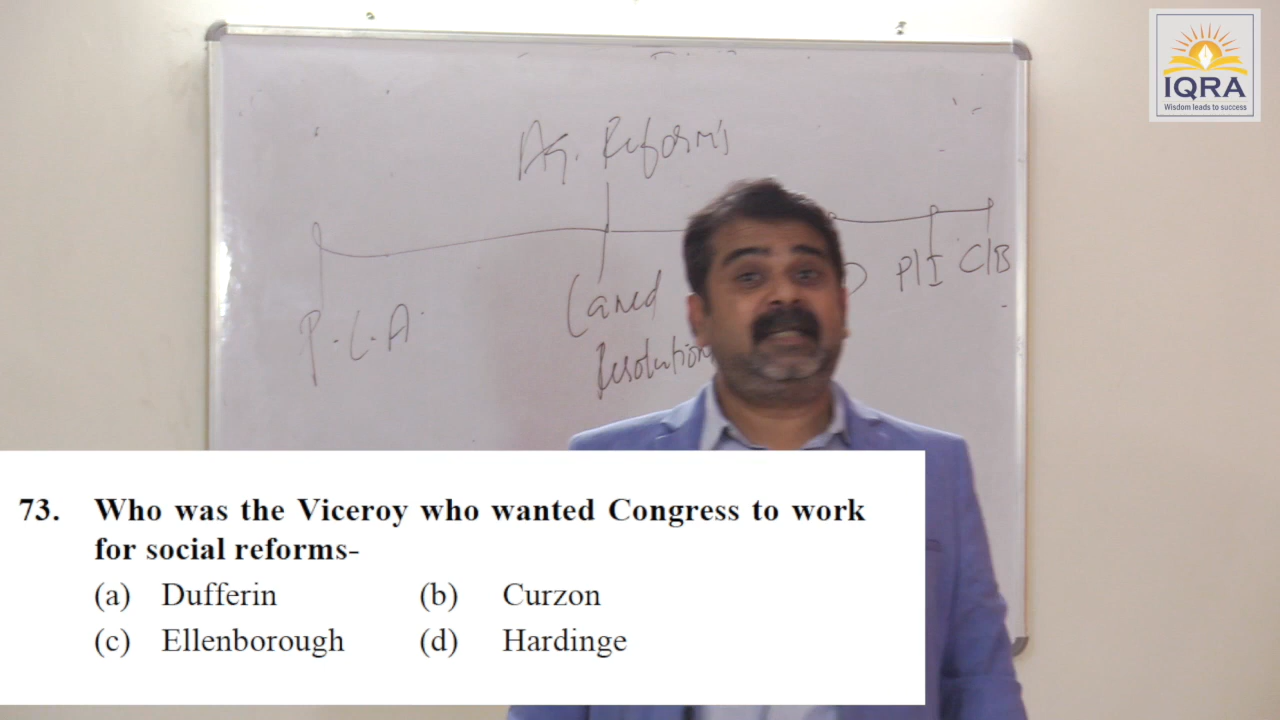 IQRA
Wisdom leads to success
Ag. Reforms
P.L.A.
Land
Resolution
P/I C/B
73. Who was the Viceroy who wanted Congress to work
for social reforms-
(a) Dufferin (b) Curzon
(c) Ellenborough (d) Hardinge